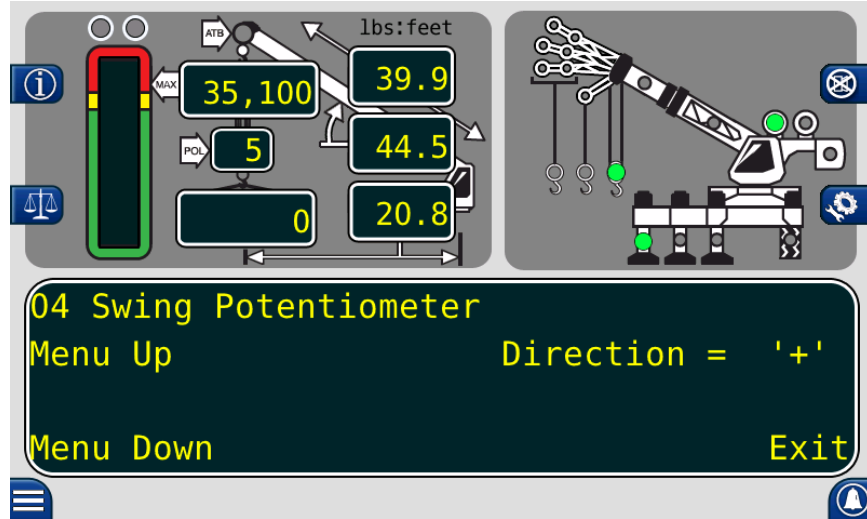 lbs:feet
ATB
39.9
MAX
35,100
POL
5
44.5
0
20.8
04 Swing Potentiometer
Menu Up Direction = '+'
Menu Down Exit